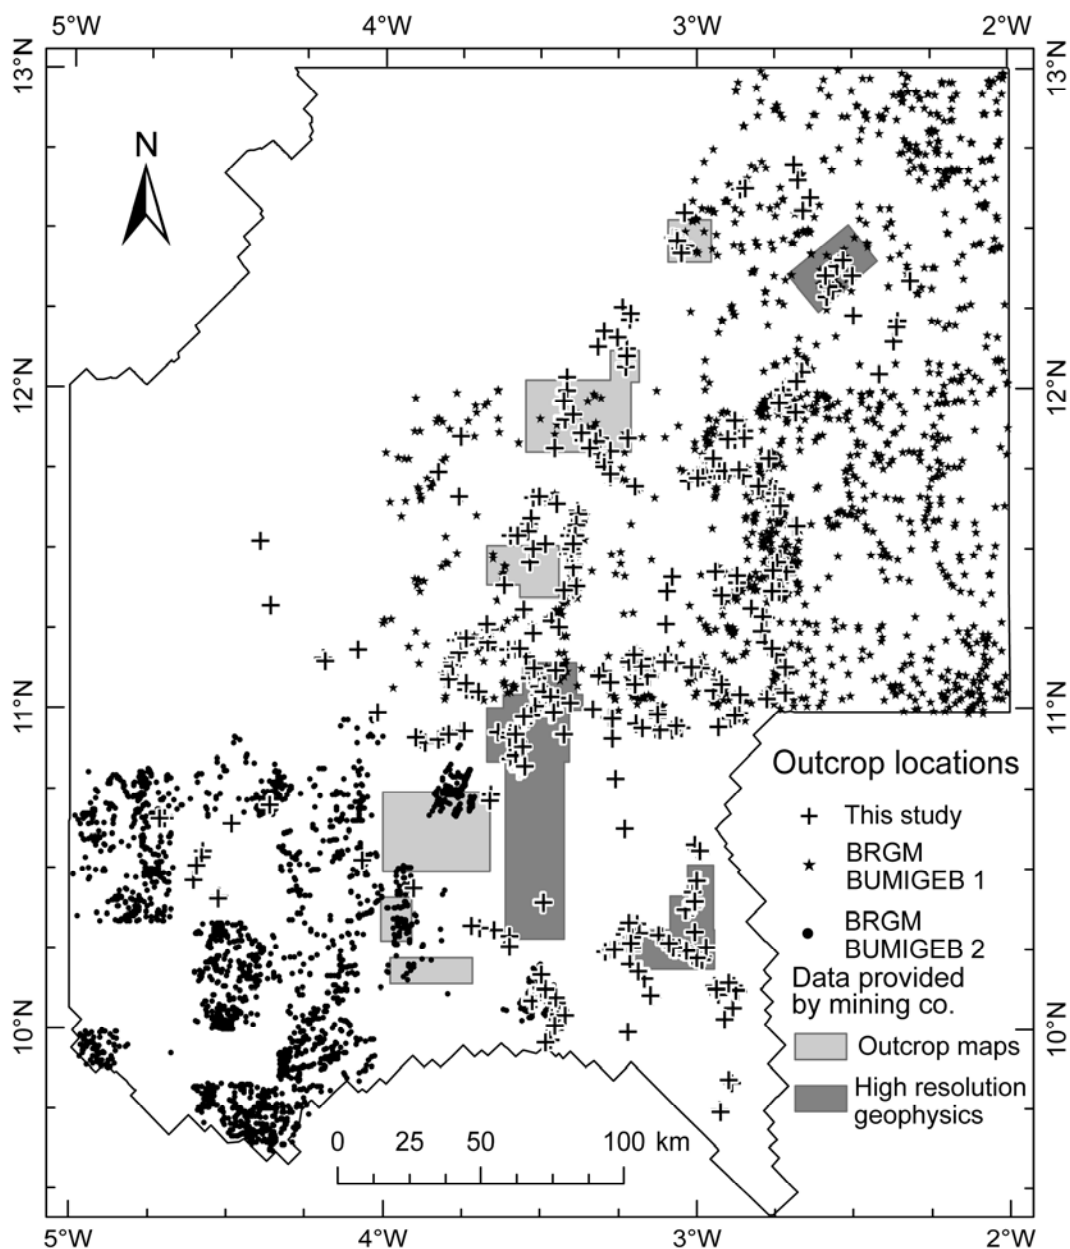 5°W 4°W 3°W 2°W
13°N 13°N
N
12°N 12°N
11°N 11°N
Outcrop locations
This study
BRGM
BUMIGEB 1
BRGM
BUMIGEB 2
Data provided
by mining co.
10°N 10°N
Outcrop maps
High resolution
geophysics
0 25 50 100 km
5°W 4°W 3°W 2°W